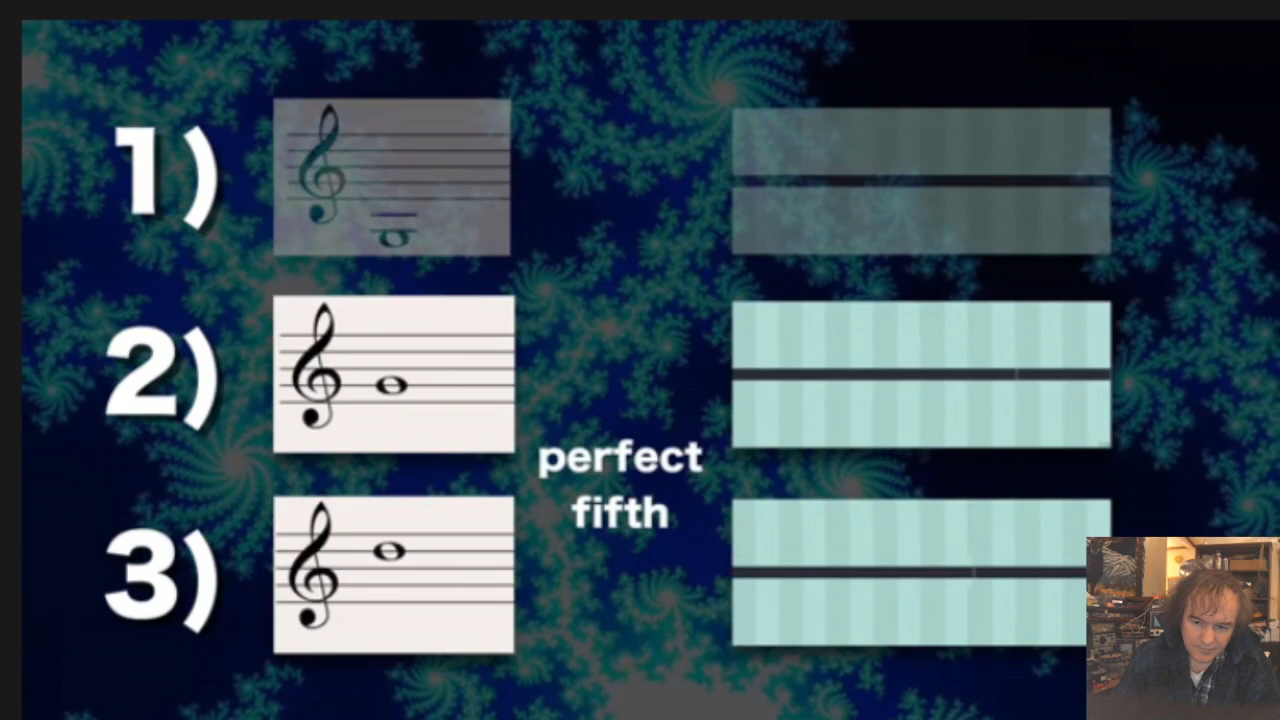 1)
2)
perfect
fifth
3)